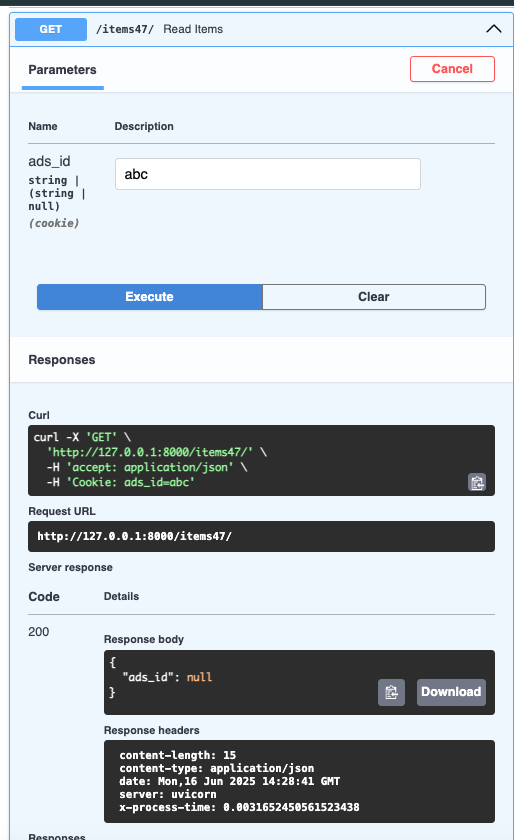 GET /items47/ Read Items
Parameters Cancel
Name Description
ads_id abc
string |
(string |
null)
(cookie)
Execute Clear
Responses
Curl
curl -X 'GET' \
'http://127.0.0.1:8000/items47/' \
-H 'accept: application/json' \
-H 'Cookie: ads_id=abc'
Request URL
http://127.0.0.1:8000/items47/
Server response
Code Details
200
Response body
{
"ads_id": null
}
Download
Response headers
content-length: 15
content-type: application/json
date: Mon,16 Jun 2025 14:28:41 GMT
server: uvicorn
x-process-time: 0.0031652450561523438
Responses